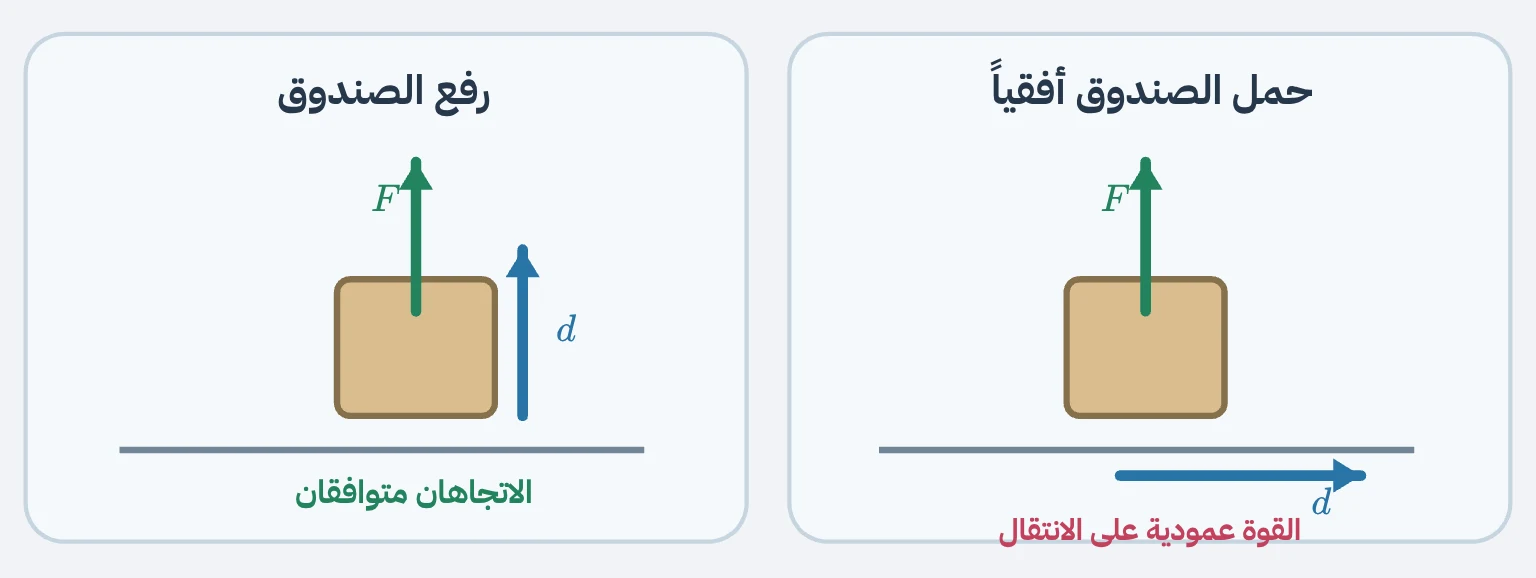 حمل الصندوق أفقياً
F
d
القوة عمودية على الانتقال
رفع الصندوق
F
d
الاتجاهان متوافقان